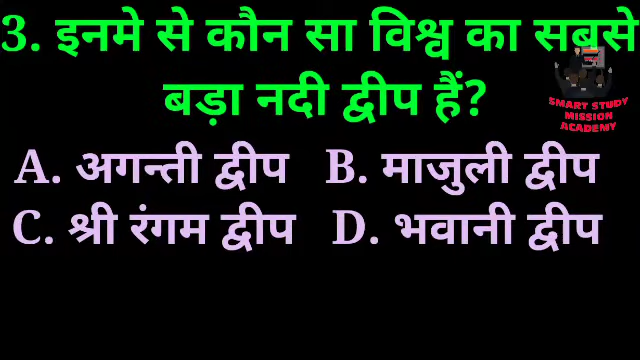 3. इनमे से कौन सा विश्व का सबसे
बड़ा नदी द्वीप हैं?
SMART STUDY
MISSION
ACADEMY
A. अगन्ती द्वीप B. माजुली द्वीप
C. श्री रंगम द्वीप D. भवानी द्वीप